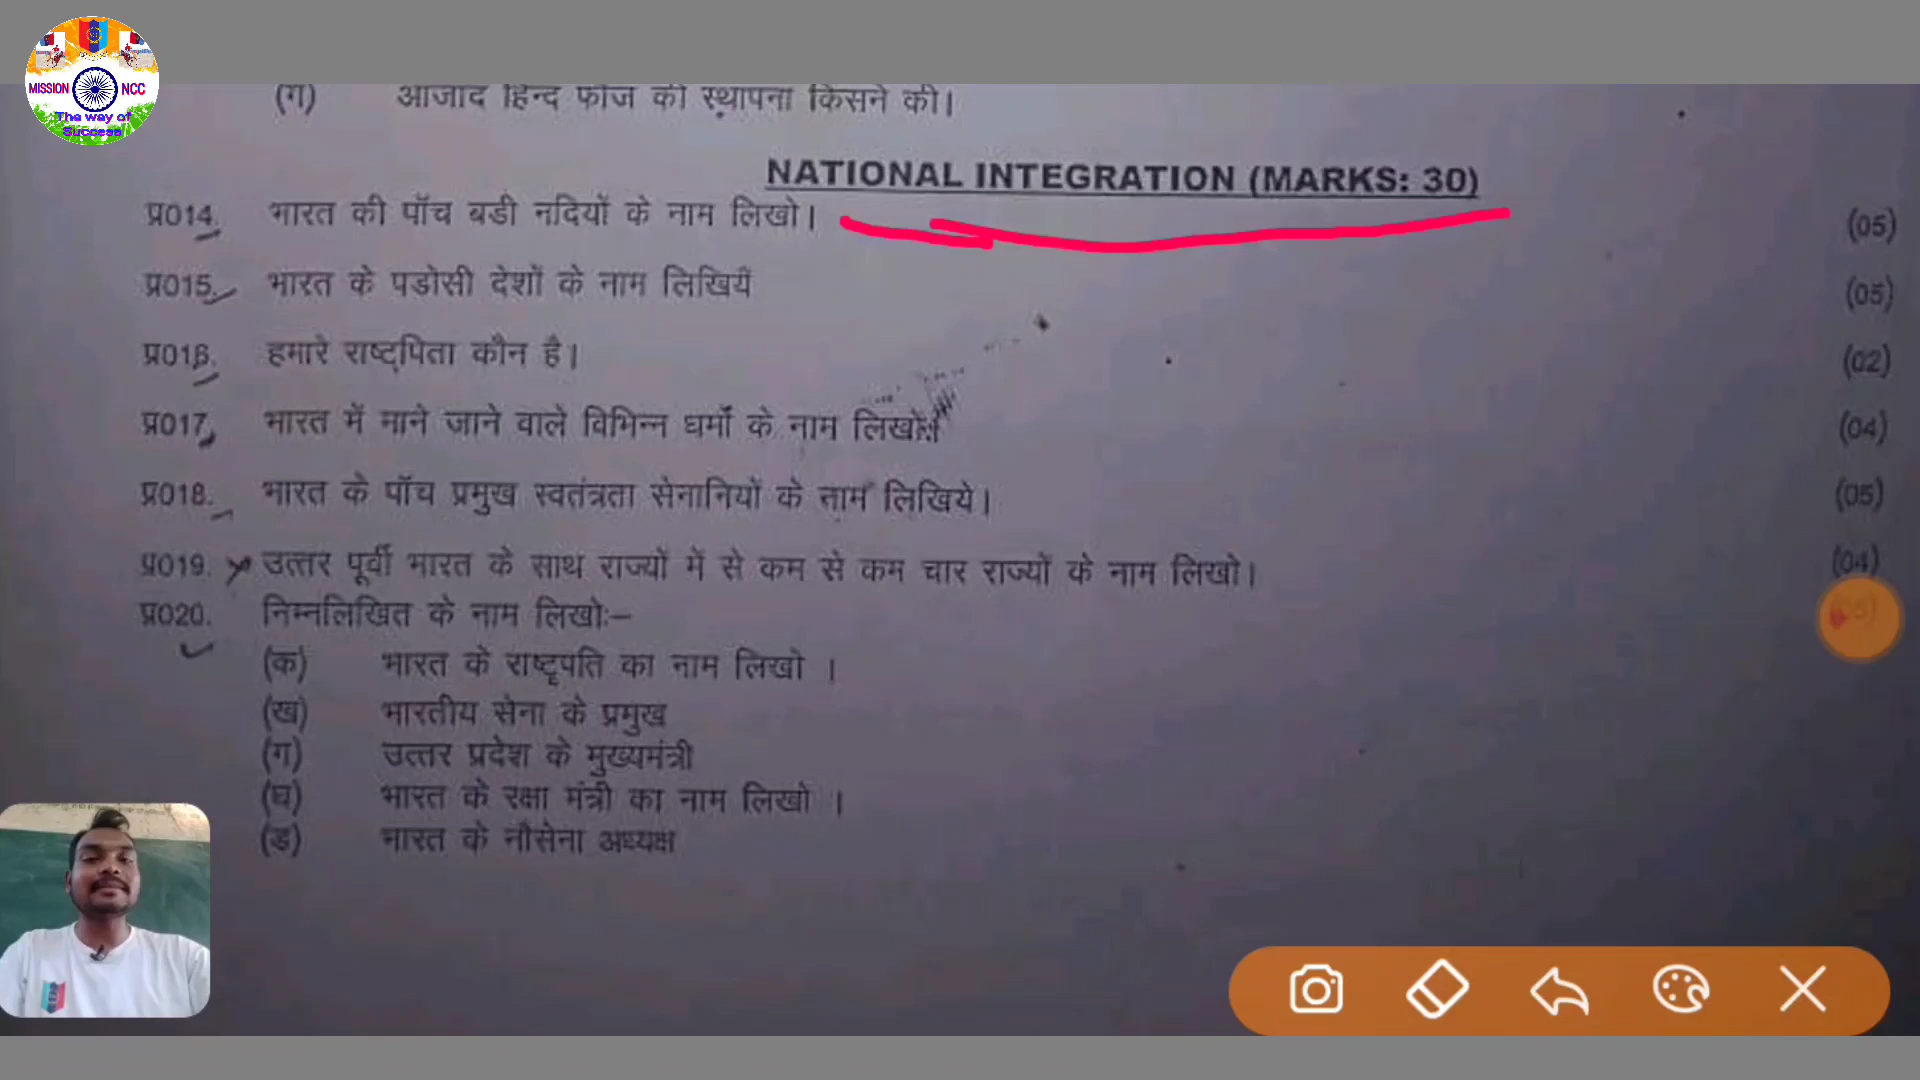 MISSION NCC
The way of
Success
(ग) आजाद हिन्द फौज की स्थापना किसने की।
NATIONAL INTEGRATION (MARKS: 30)
प्र014. भारत की पॉच बडी नदियों के नाम लिखो। (05)
प्र015. भारत के पडोसी देशों के नाम लिखियें (05)
प्र016. हमारे राष्ट्पिता कौन है। (02)
प्र017. भारत में माने जाने वाले विभिन्न धर्मों के नाम लिखो। (04)
प्र018. भारत के पॉच प्रमुख स्वतंत्रता सेनानियों के नाम लिखिये। (05)
प्र019. उत्तर पूर्वी भारत के साथ राज्यों में से कम से कम चार राज्यों के नाम लिखो। (04)
प्र020. निम्नलिखित के नाम लिखोः–
(क) भारत के राष्ट्रपति का नाम लिखो ।
(ख) भारतीय सेना के प्रमुख
(ग) उत्तर प्रदेश के मुख्यमंत्री
(घ) भारत के रक्षा मंत्री का नाम लिखो ।
(ड) भारत के नौसेना अध्यक्ष